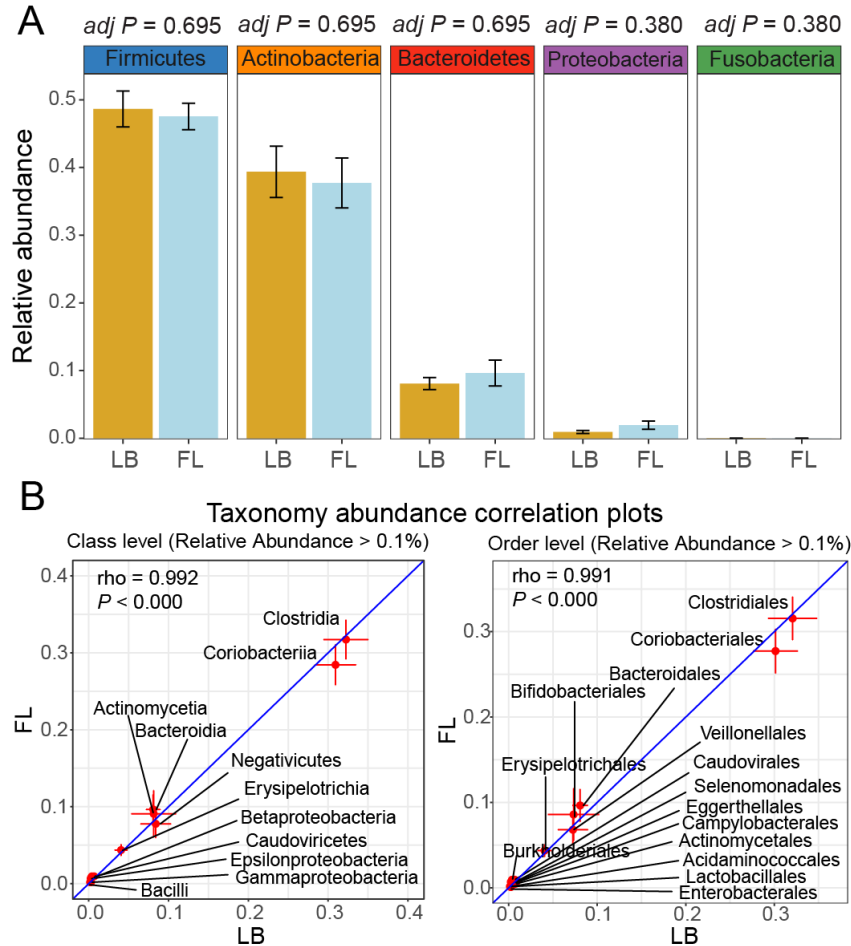 A
adj P = 0.695 adj P = 0.695 adj P = 0.695 adj P = 0.380 adj P = 0.380
Firmicutes Actinobacteria Bacteroidetes Proteobacteria Fusobacteria
Relative abundance
0.5
0.4
0.3
0.2
0.1
0.0
LB FL LB FL LB FL LB FL LB FL
B
Taxonomy abundance correlation plots
Class level (Relative Abundance > 0.1%)
rho = 0.992
P < 0.000
Clostridia
Coriobacteriia
Actinomycetia
Bacteroidia
Negativicutes
Erysipelotrichia
Betaproteobacteria
Caudoviricetes
Epsilonproteobacteria
Gammaproteobacteria
Bacilli
FL
0.4
0.3
0.2
0.1
0.0
0.0 0.1 0.2 0.3 0.4
LB
Order level (Relative Abundance > 0.1%)
rho = 0.991
P < 0.000
Clostridiales
Coriobacteriales
Bacteroidales
Bifidobacteriales
Veillonellales
Erysipelotrichales
Caudovirales
Selenomonadales
Eggerthellales
Campylobacterales
Actinomycetales
Burkholderiales
Acidaminococcales
Lactobacillales
Enterobacterales
FL
0.3
0.2
0.1
0.0
0.0 0.1 0.2 0.3
LB